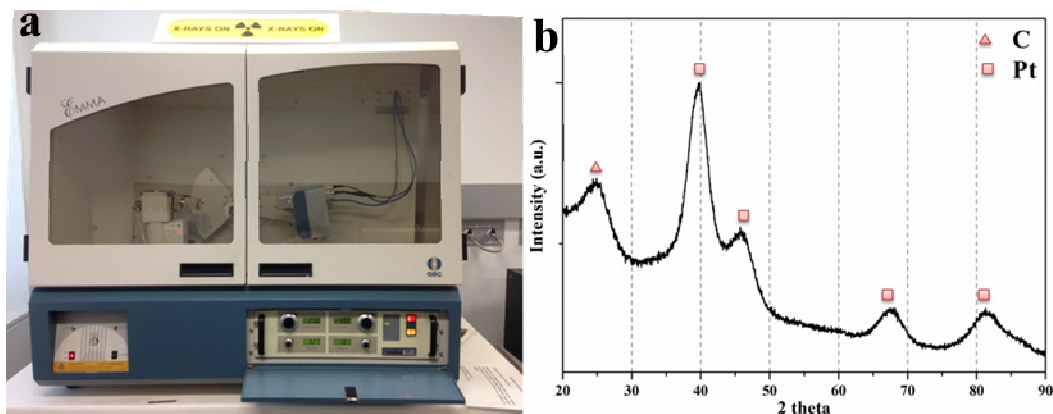 a
X-RAYS ON X-RAYS ON
EMMA
GBC
b
C
Pt
Intensity (a.u.)
20 30 40 50 60 70 80 90
2 theta